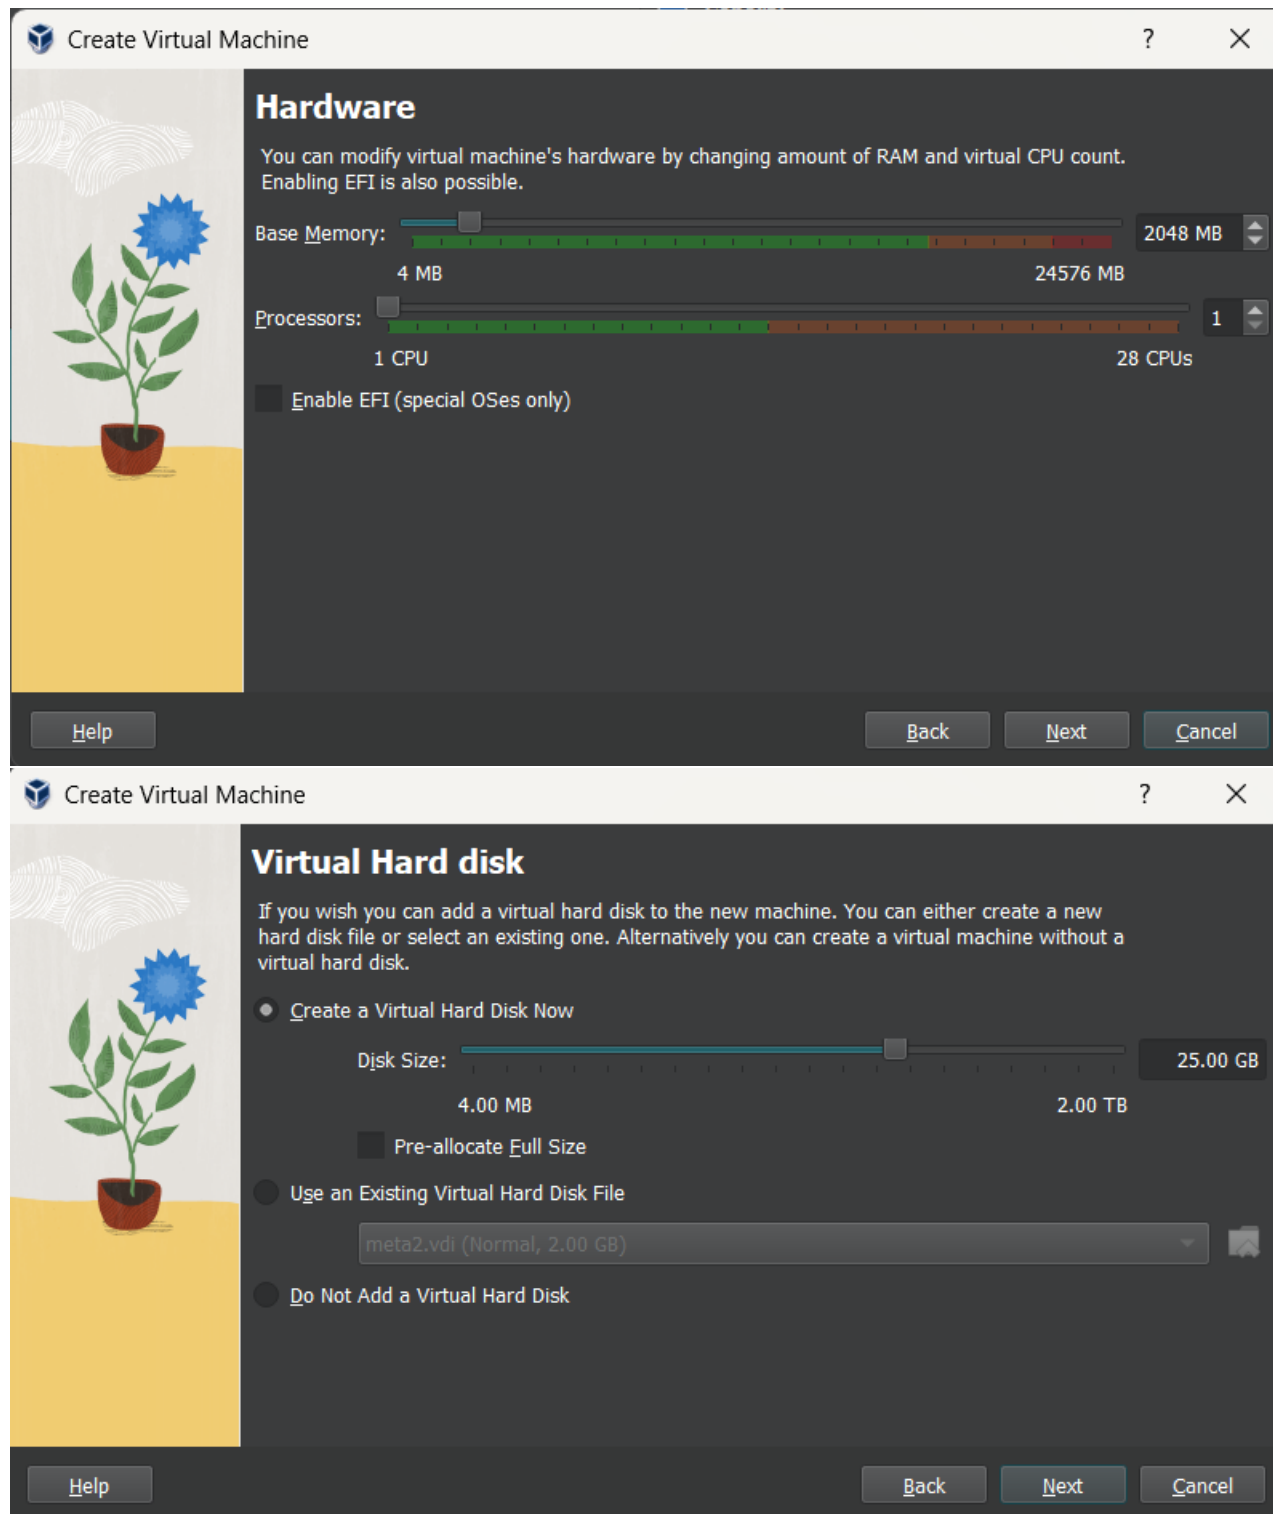 Create Virtual Machine
?
Hardware
You can modify virtual machine's hardware by changing amount of RAM and virtual CPU count.
Enabling EFI is also possible.
Base Memory:
2048 MB
4 MB
24576 MB
Processors:
1
1 CPU
28 CPUs
Enable EFI (special OSes only)
Help
Back
Next
Cancel
Create Virtual Machine
?
Virtual Hard disk
If you wish you can add a virtual hard disk to the new machine. You can either create a new
hard disk file or select an existing one. Alternatively you can create a virtual machine without a
virtual hard disk.
Create a Virtual Hard Disk Now
Disk Size:
25.00 GB
4.00 MB
2.00 TB
Pre-allocate Full Size
Use an Existing Virtual Hard Disk File
meta2.vdi (Normal, 2.00 GB)
Do Not Add a Virtual Hard Disk
Help
Back
Next
Cancel